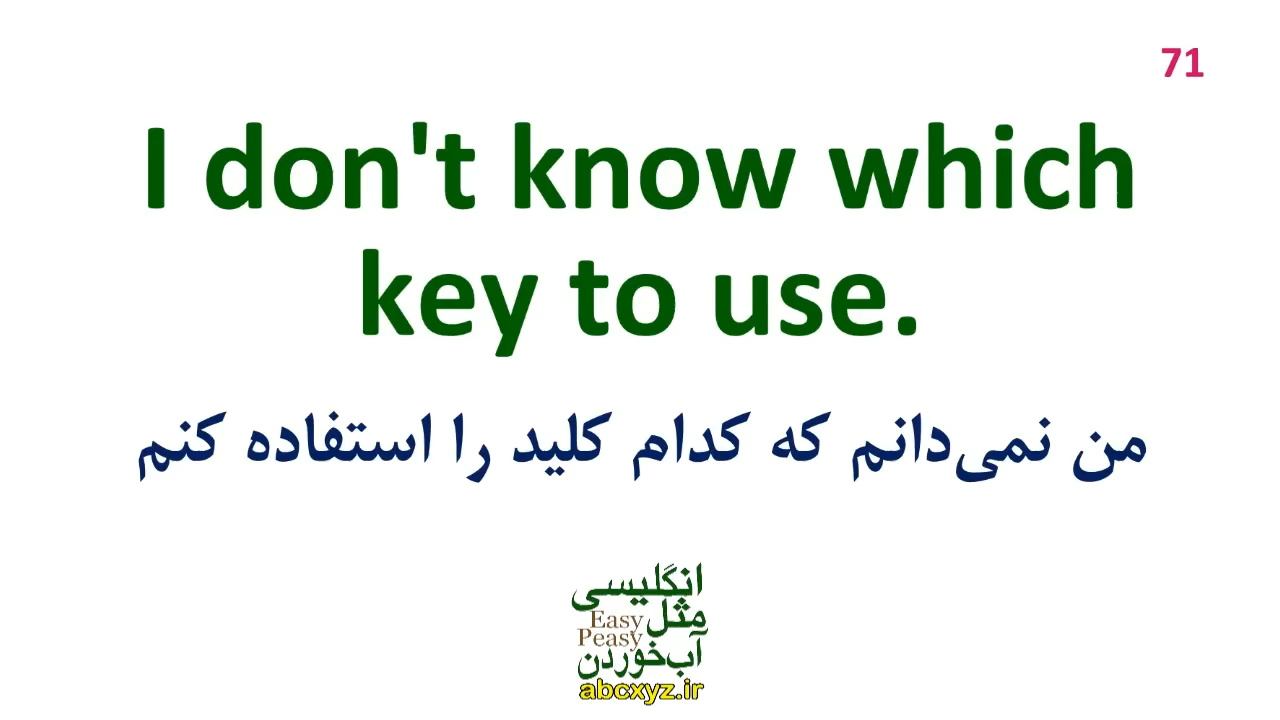 71
I don't know which
key to use.
من نمی‌دانم که کدام کلید را استفاده کنم
انگلیسی
مثل
Easy
Peasy
آب‌خوردن
abcxyz.ir